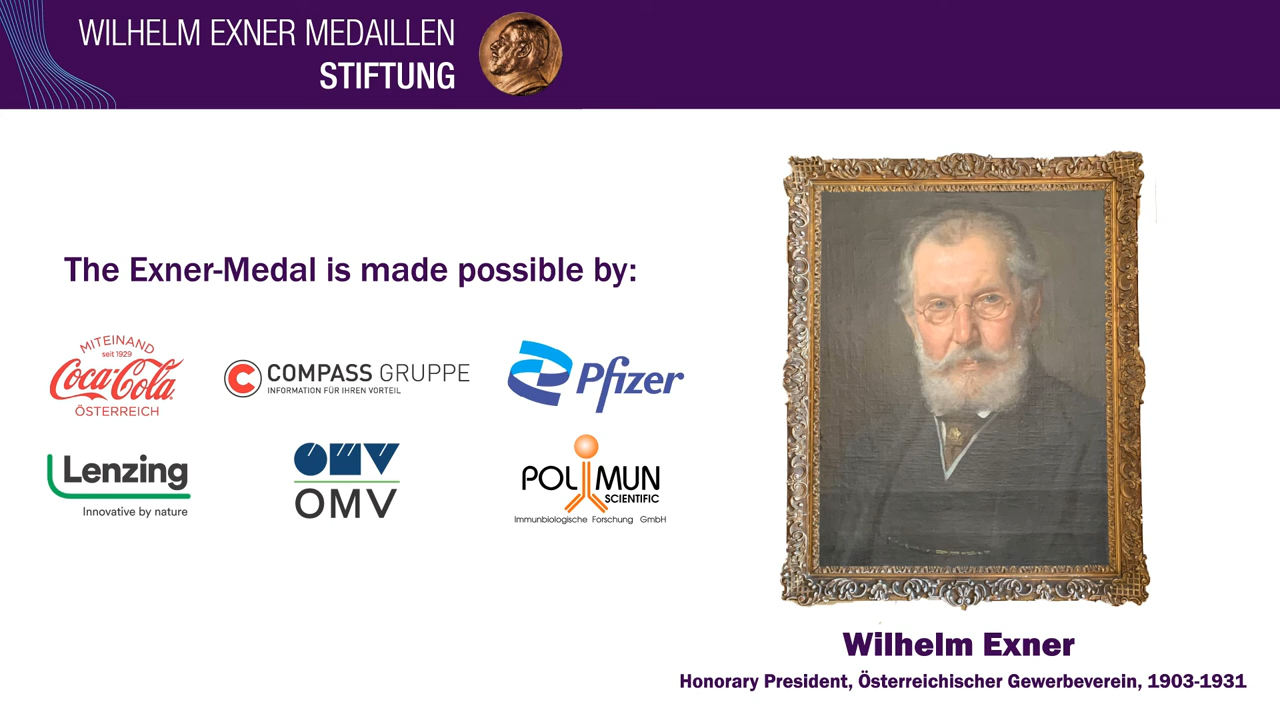 WILHELM EXNER MEDAILLEN
STIFTUNG
The Exner-Medal is made possible by:
MITEINAND
seit 1929
Coca-Cola
ÖSTERREICH
COMPASS GRUPPE
INFORMATION FÜR IHREN VORTEIL
Pfizer
Lenzing
Innovative by nature
OMV
OMV
POLYMUN
SCIENTIFIC
Immunbiologische Forschung GmbH
Wilhelm Exner
Honorary President, Österreichischer Gewerbeverein, 1903-1931